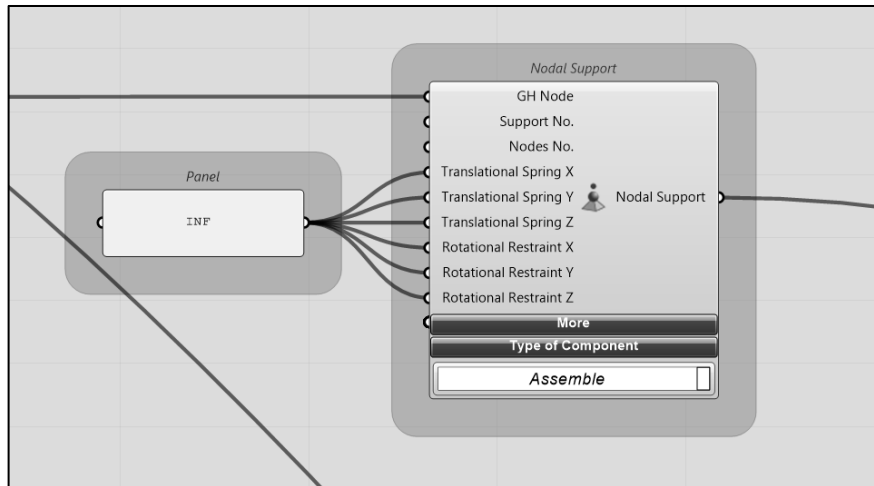 Nodal Support
GH Node
Support No.
Nodes No.
Panel
INF
Translational Spring X
Translational Spring Y
Nodal Support
Translational Spring Z
Rotational Restraint X
Rotational Restraint Y
Rotational Restraint Z
More
Type of Component
Assemble